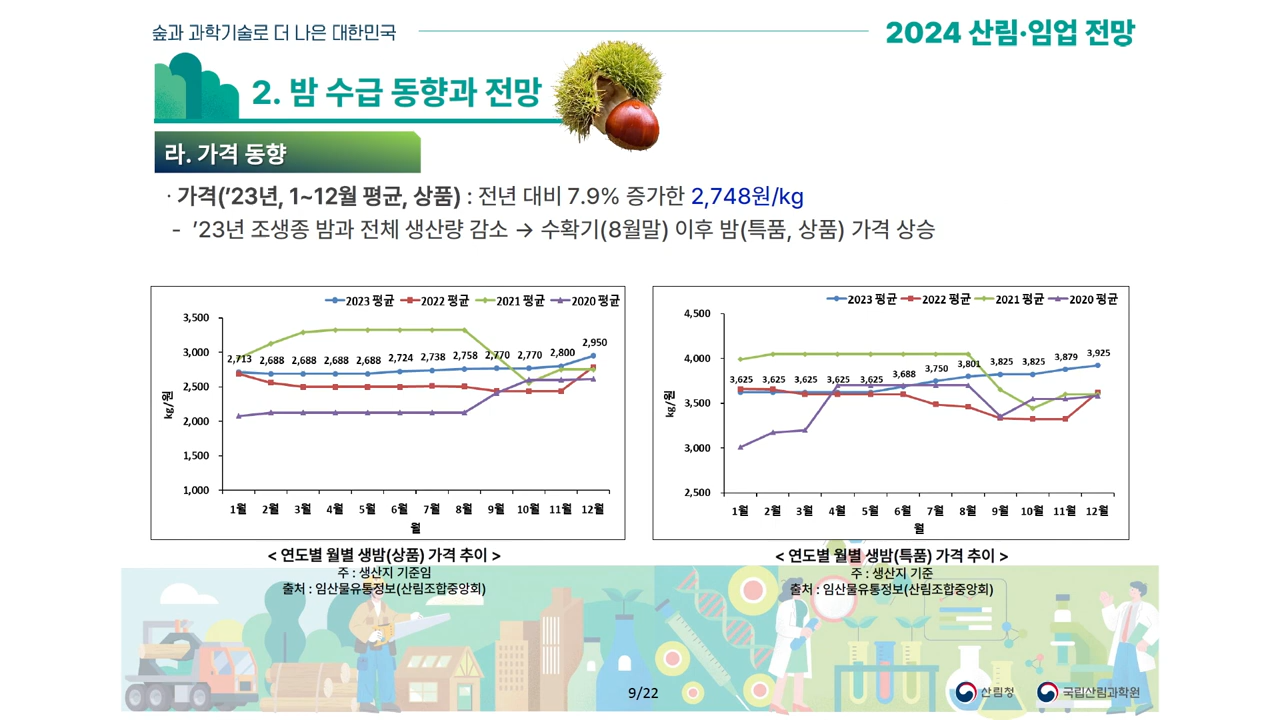 숲과 과학기술로 더 나은 대한민국
2024 산림·임업 전망
2. 밤 수급 동향과 전망
라. 가격 동향
· 가격(’23년, 1~12월 평균, 상품) : 전년 대비 7.9% 증가한 2,748원/kg
- ’23년 조생종 밤과 전체 생산량 감소 → 수확기(8월말) 이후 밤(특품, 상품) 가격 상승
2023 평균 2022 평균 2021 평균 2020 평균
3,500
3,000
2,500
2,000
1,500
1,000
kg/원
2,713 2,688 2,688 2,688 2,688 2,724 2,738 2,758 2,770 2,770 2,800 2,950
1월 2월 3월 4월 5월 6월 7월 8월 9월 10월 11월 12월
월
< 연도별 월별 생밤(상품) 가격 추이 >
주 : 생산지 기준임
출처 : 임산물유통정보(산림조합중앙회)
2023 평균 2022 평균 2021 평균 2020 평균
4,500
4,000
3,500
3,000
2,500
kg/원
3,625 3,625 3,625 3,625 3,625 3,688 3,750 3,801 3,825 3,825 3,879 3,925
1월 2월 3월 4월 5월 6월 7월 8월 9월 10월 11월 12월
월
< 연도별 월별 생밤(특품) 가격 추이 >
주 : 생산지 기준
출처 : 임산물유통정보(산림조합중앙회)
9/22
산림청
국립산림과학원